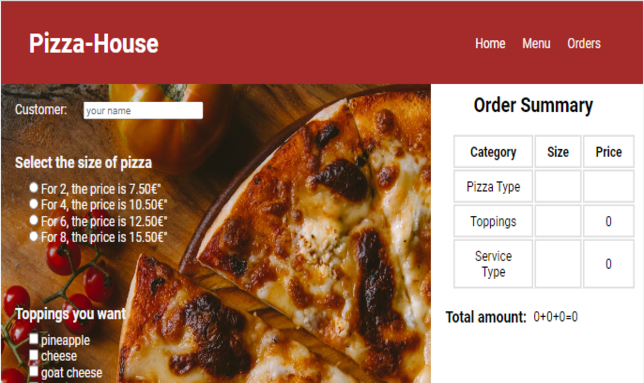 Pizza-House
Home Menu Orders
Customer: your name
Select the size of pizza
For 2, the price is 7.50€"
For 4, the price is 10.50€"
For 6, the price is 12.50€"
For 8, the price is 15.50€"
Toppings you want
pineapple
cheese
goat cheese
Order Summary
Category Size Price
Pizza Type
Toppings 0
Service
Type 0
Total amount: 0+0+0=0